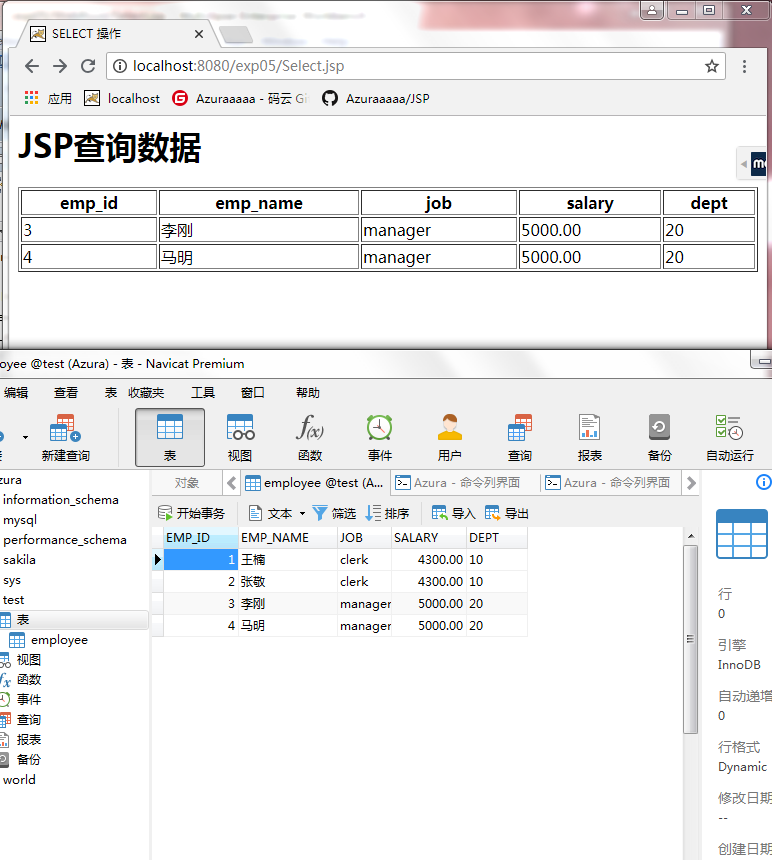 SELECT 操作
localhost:8080/exp05/Select.jsp
应用 localhost Azuraaaaa - 码云 Gi Azuraaaaa/JSP
JSP查询数据
emp_id emp_name job salary dept
3 李刚 manager 5000.00 20
4 马明 manager 5000.00 20
oyee @test (Azura) - 表 - Navicat Premium
编辑 查看 表 收藏夹 工具 窗口 帮助
新建查询 表 视图 函数 事件 用户 查询 报表 备份 自动运行
zura
information_schema
mysql
performance_schema
sakila
sys
test
表
employee
视图
函数
事件
查询
报表
备份
world
对象 employee @test (A... Azura - 命令列界面 Azura - 命令列界面
开始事务 文本 筛选 排序 导入 导出
EMP_ID EMP_NAME JOB SALARY DEPT
1 王楠 clerk 4300.00 10
2 张敬 clerk 4300.00 10
3 李刚 manager 5000.00 20
4 马明 manager 5000.00 20
行
0
引擎
InnoDB
自动递增
0
行格式
Dynamic
修改日期
--
创建日期